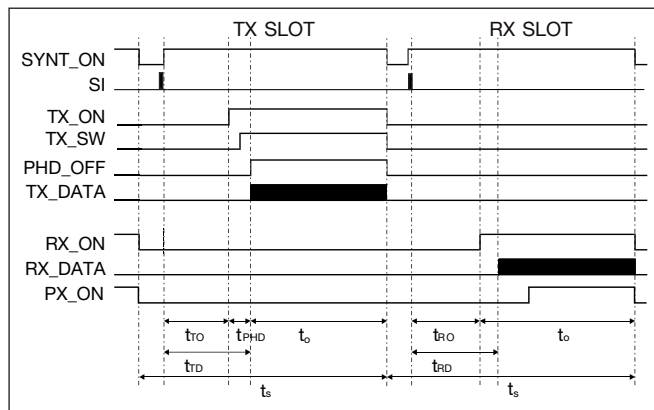 TX SLOT RX SLOT
SYNT_ON
SI
TX_ON
TX_SW
PHD_OFF
TX_DATA
RX_ON
RX_DATA
PX_ON
tTO tPHD to tRO to
tTD tRD
ts ts